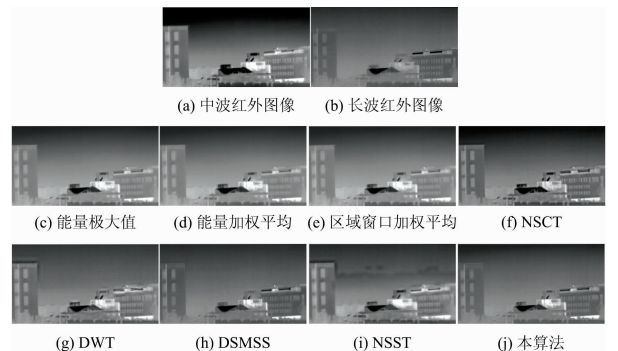 (a) 中波红外图像 (b) 长波红外图像
(c) 能量极大值 (d) 能量加权平均 (e) 区域窗口加权平均 (f) NSCT
(g) DWT (h) DSMSS (i) NSST (j) 本算法